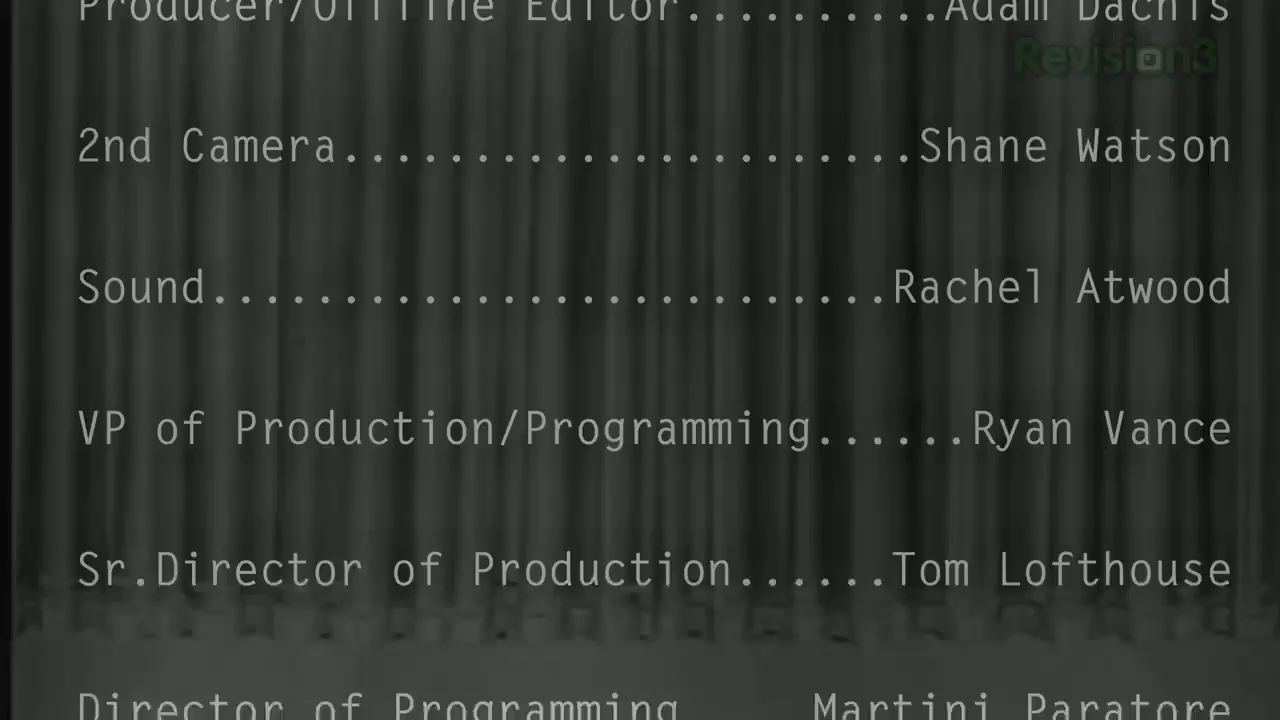 Producer/Offline Editor..........Adam Dachis
Revision3
2nd Camera......................Shane Watson
Sound..........................Rachel Atwood
VP of Production/Programming......Ryan Vance
Sr.Director of Production......Tom Lofthouse
Director of Programming Martini Paratore